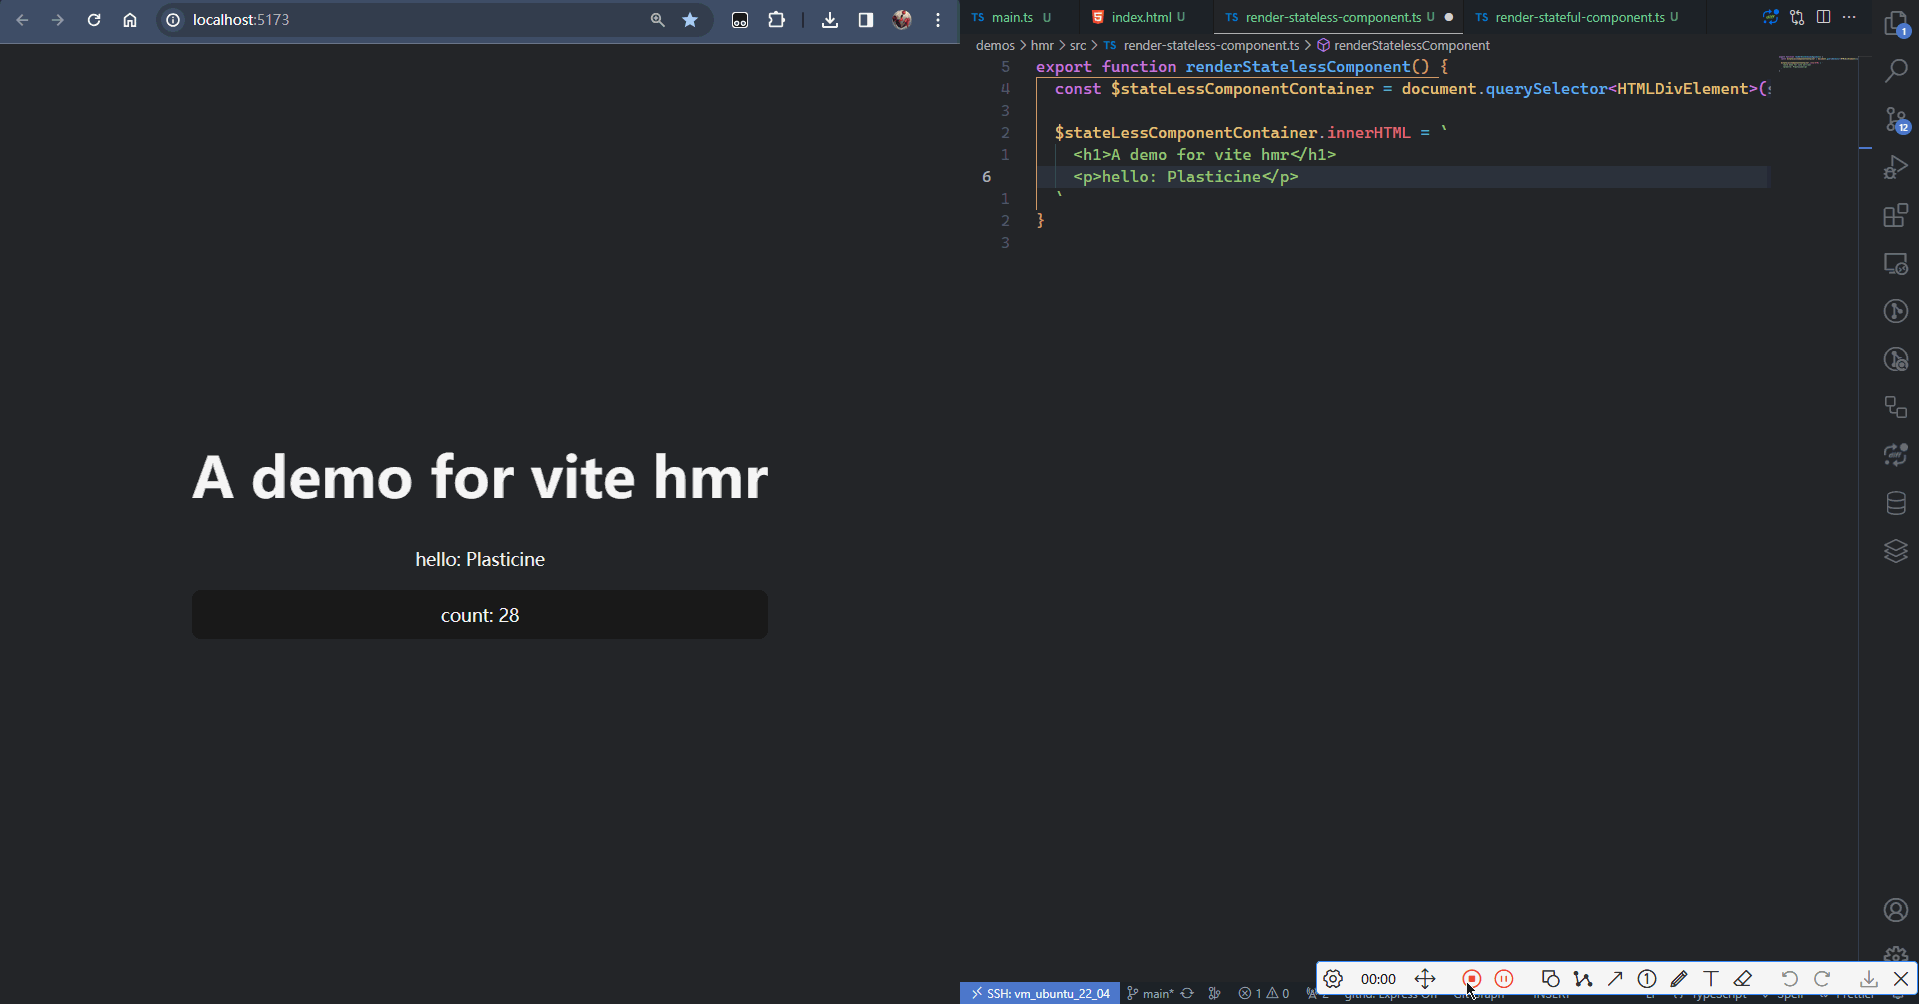 localhost:5173
TS main.ts U
index.html U
TS render-stateless-component.ts U
TS render-stateful-component.ts U
1
demos > hmr > src > TS render-stateless-component.ts > renderStatelessComponent
5 export function renderStatelessComponent() {
4 const $stateLessComponentContainer = document.querySelector<HTMLDivElement>(
3
2 $stateLessComponentContainer.innerHTML = `
1 <h1>A demo for vite hmr</h1>
6 <p>hello: Plasticine</p>
1 `
2 }
3
12
A demo for vite hmr
hello: Plasticine
count: 28
00:00
1
SSH: vm_ubuntu_22_04
main*
1
0